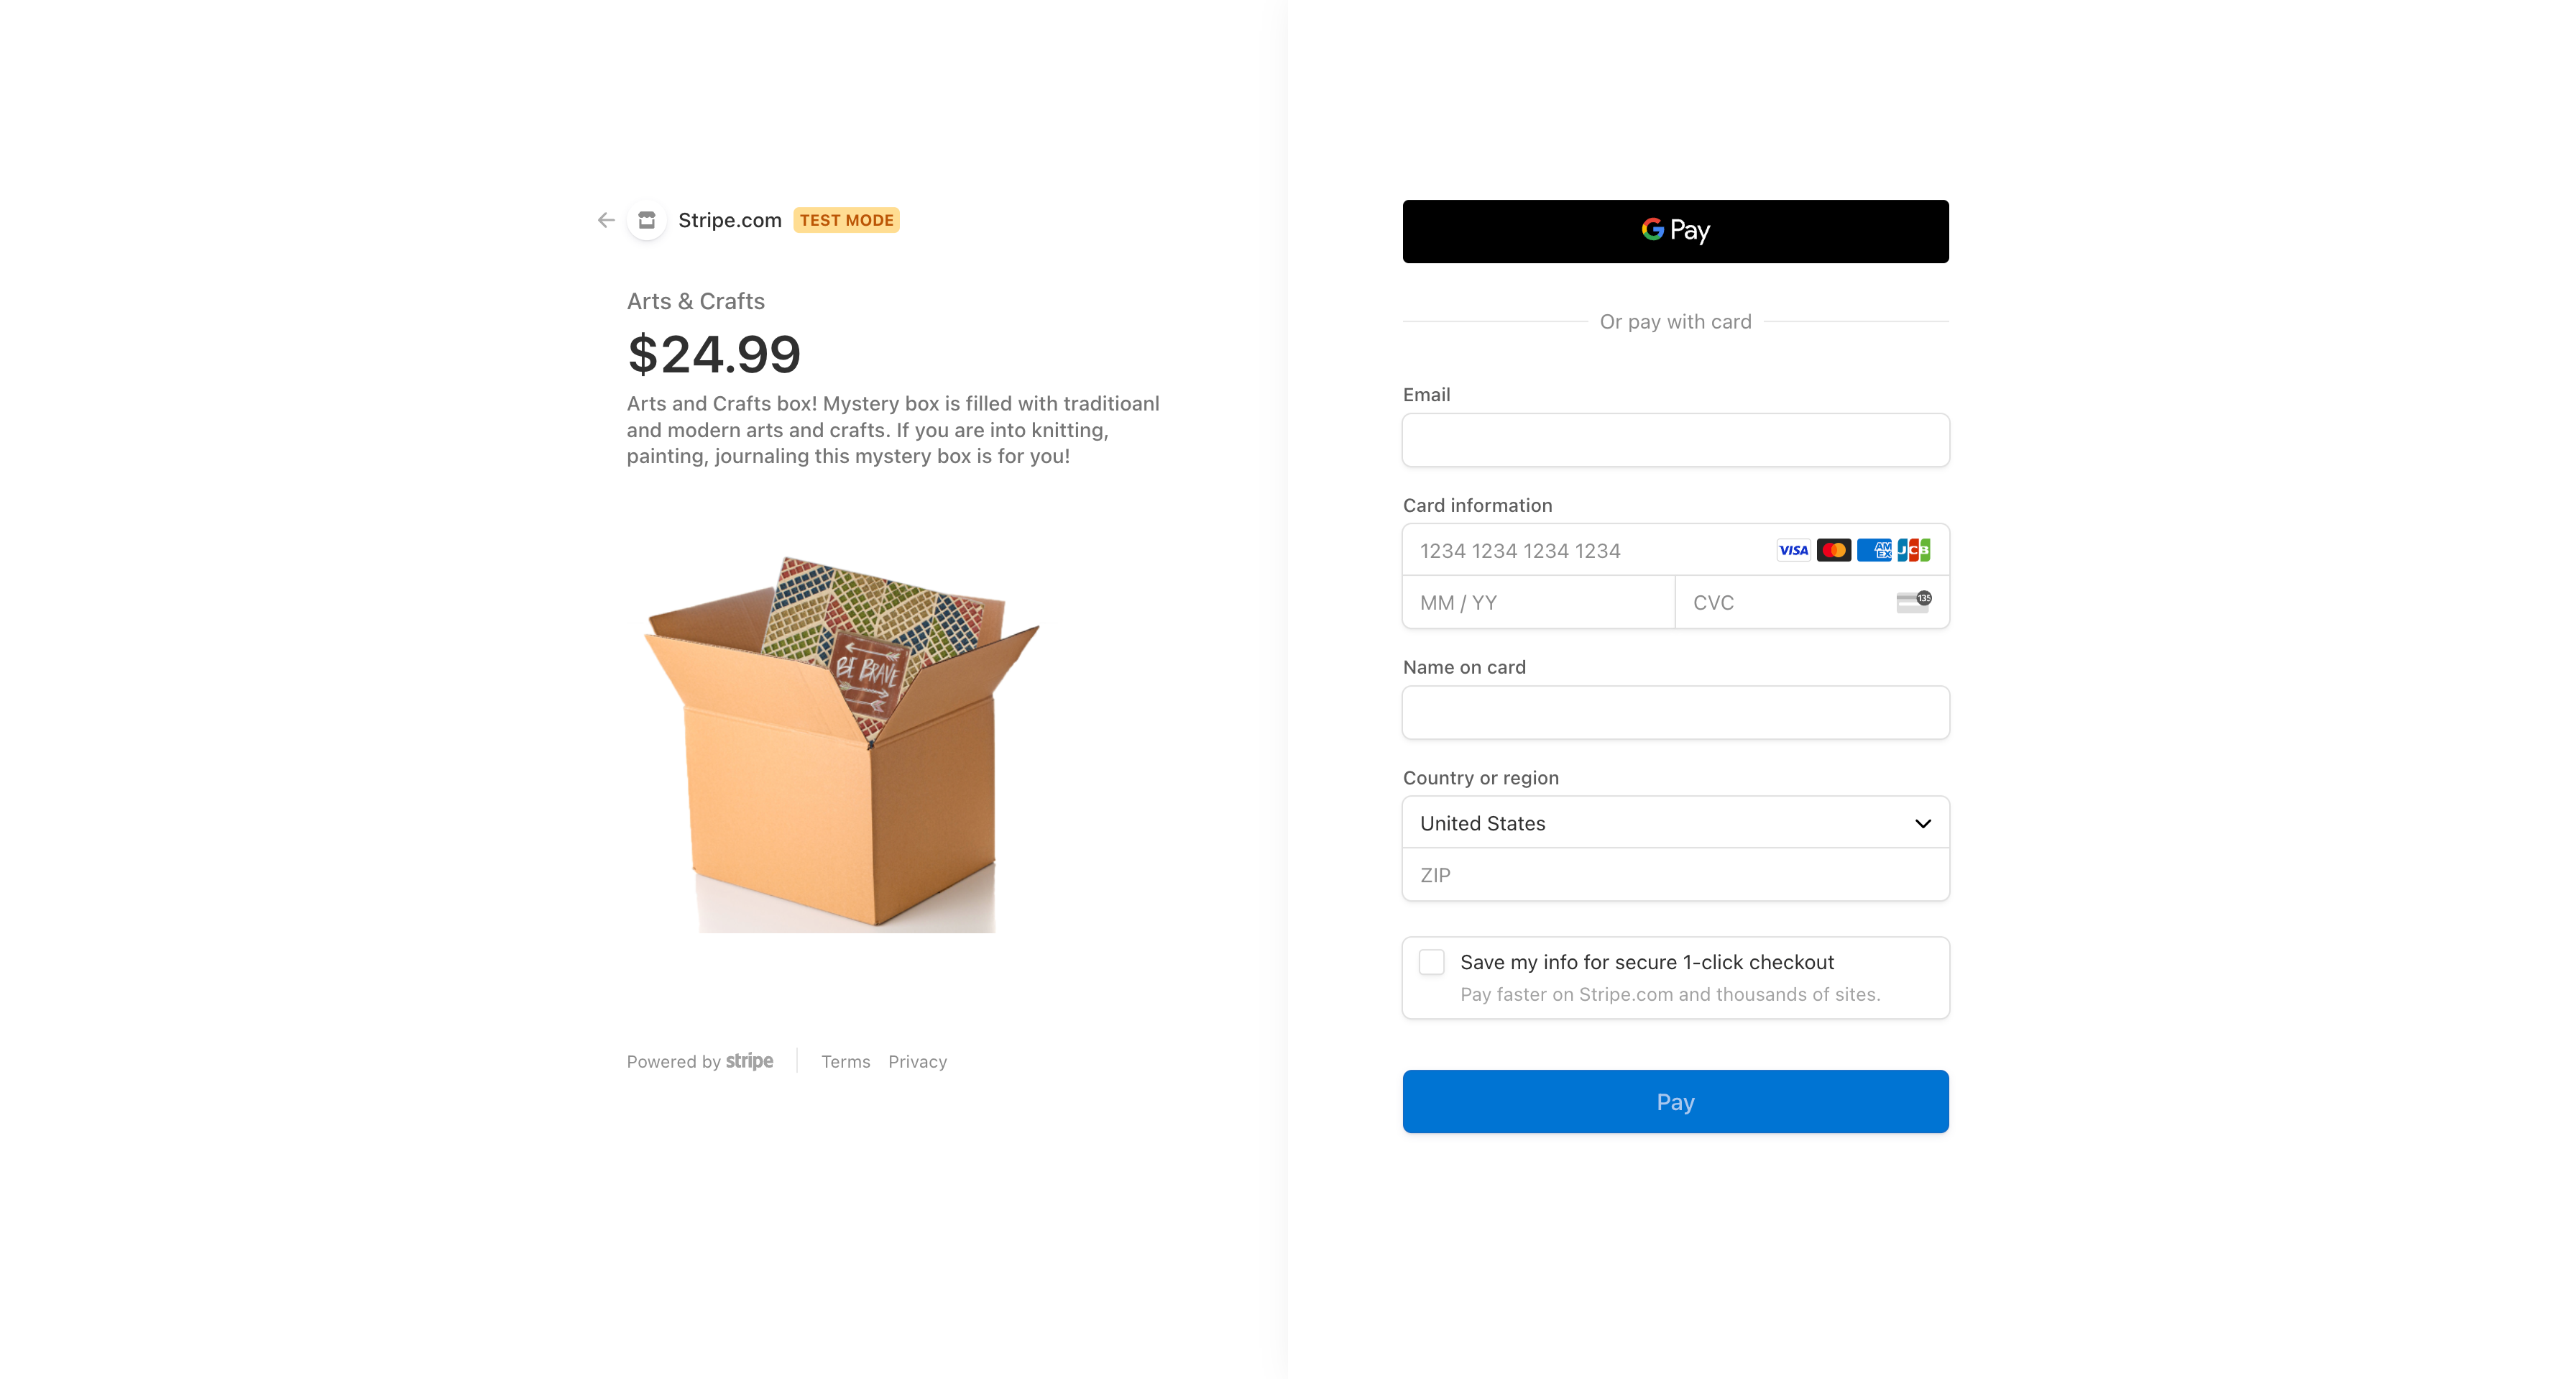 Stripe.com TEST MODE
Arts & Crafts
$24.99
Arts and Crafts box! Mystery box is filled with traditioanl
and modern arts and crafts. If you are into knitting,
painting, journaling this mystery box is for you!
BE BRAVE
Powered by stripe Terms Privacy
G Pay
Or pay with card
Email
Card information
1234 1234 1234 1234 VISA AM EX JCB
MM / YY CVC 135
Name on card
Country or region
United States
ZIP
Save my info for secure 1-click checkout
Pay faster on Stripe.com and thousands of sites.
Pay